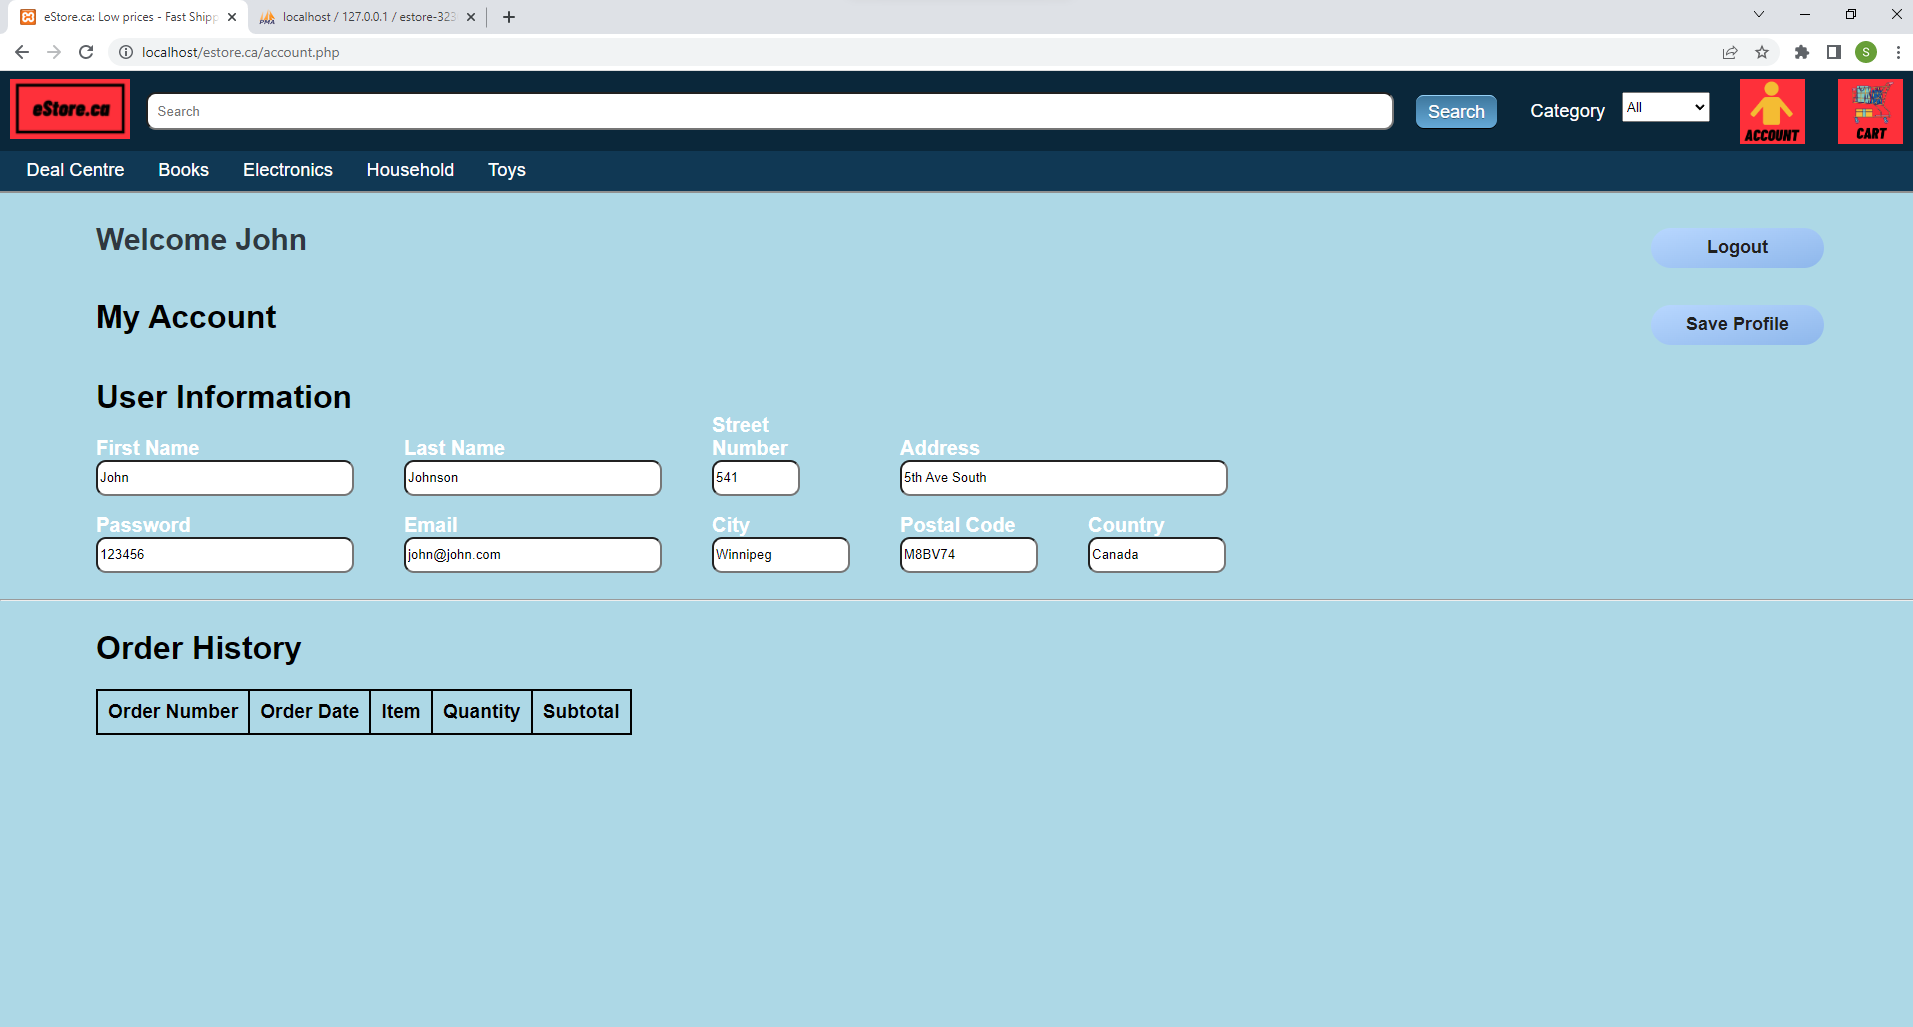 eStore.ca: Low prices - Fast Shipp
localhost / 127.0.0.1 / estore-323
localhost/estore.ca/account.php
S
eStore.ca
Search
Search
Category
All
ACCOUNT
CART
Deal Centre
Books
Electronics
Household
Toys
Welcome John
Logout
My Account
Save Profile
User Information
First Name
Last Name
Street
Number
Address
John
Johnson
541
5th Ave South
Password
Email
City
Postal Code
Country
123456
john@john.com
Winnipeg
M8BV74
Canada
Order History
Order Number
Order Date
Item
Quantity
Subtotal